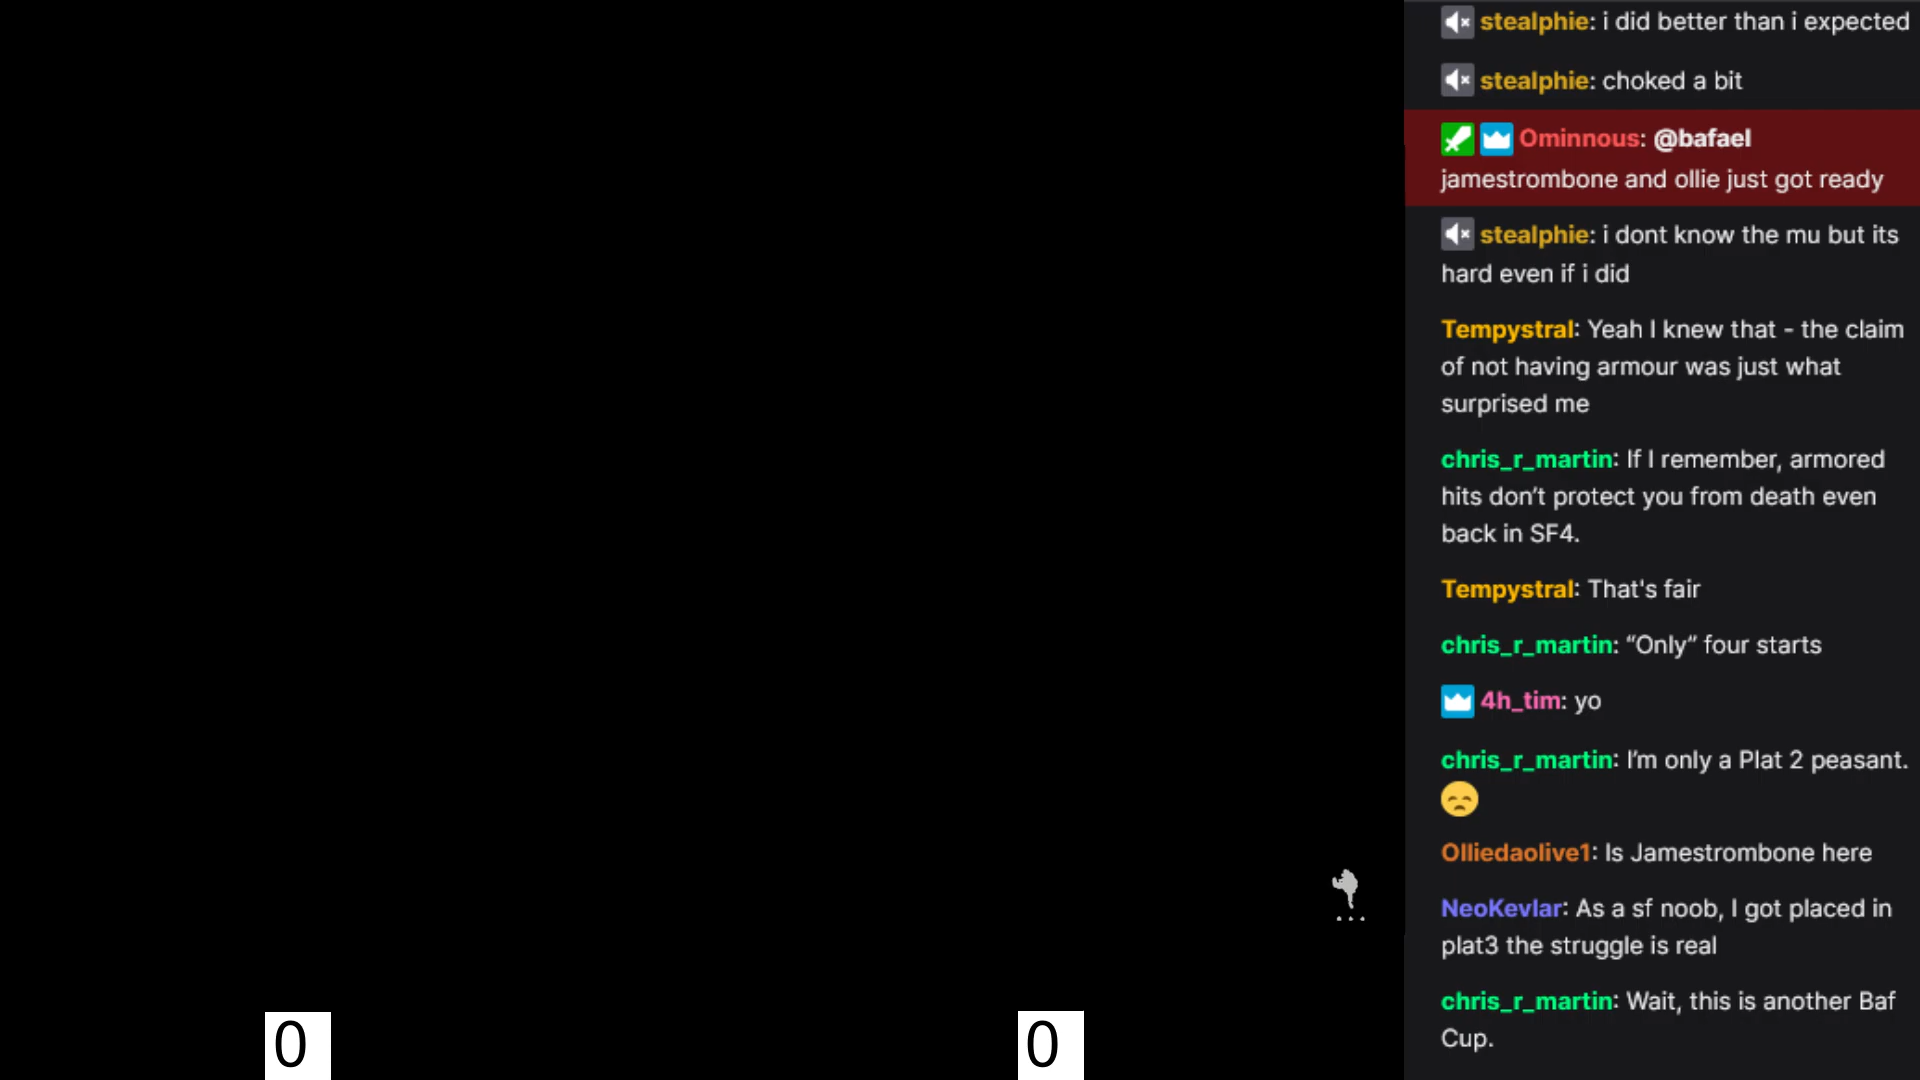 stealphie: i did better than i expected
stealphie: choked a bit
Ominnous: @bafael
jamestrombone and ollie just got ready
stealphie: i dont know the mu but its
hard even if i did
Tempystral: Yeah I knew that - the claim
of not having armour was just what
surprised me
chris_r_martin: If I remember, armored
hits don’t protect you from death even
back in SF4.
Tempystral: That's fair
chris_r_martin: “Only” four starts
4h_tim: yo
chris_r_martin: I’m only a Plat 2 peasant.
Olliedaolive1: Is Jamestrombone here
NeoKevlar: As a sf noob, I got placed in
plat3 the struggle is real
chris_r_martin: Wait, this is another Baf
Cup.
0
0